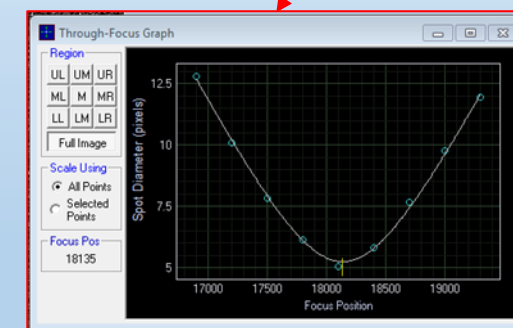 Through-Focus Graph
Region
UL UM UR
ML M MR
LL LM LR
Full Image
Scale Using
All Points
Selected
Points
Focus Pos
18135
Spot Diameter (pixels)
12.5
10
7.5
5
17000 17500 18000 18500 19000
Focus Position